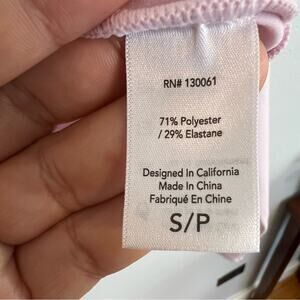 RN# 130061
71% Polyester
/ 29% Elastane
Designed In California
Made In China
Fabriqué En Chine
S/P